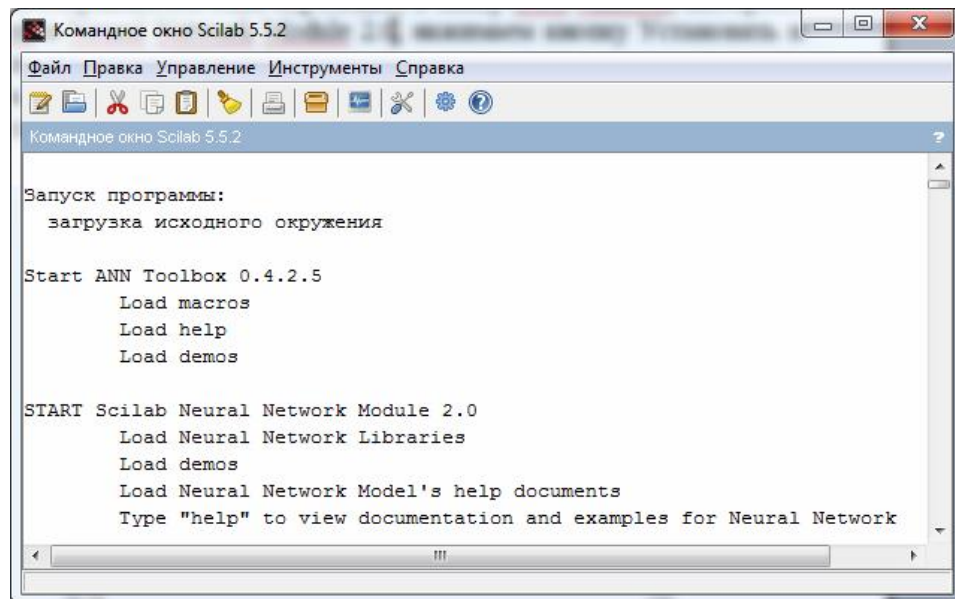 Командное окно Scilab 5.5.2
Файл Правка Управление Инструменты Справка
Командное окно Scilab 5.5.2
Запуск программы:
загрузка исходного окружения
Start ANN Toolbox 0.4.2.5
Load macros
Load help
Load demos
START Scilab Neural Network Module 2.0
Load Neural Network Libraries
Load demos
Load Neural Network Model's help documents
Type "help" to view documentation and examples for Neural Network